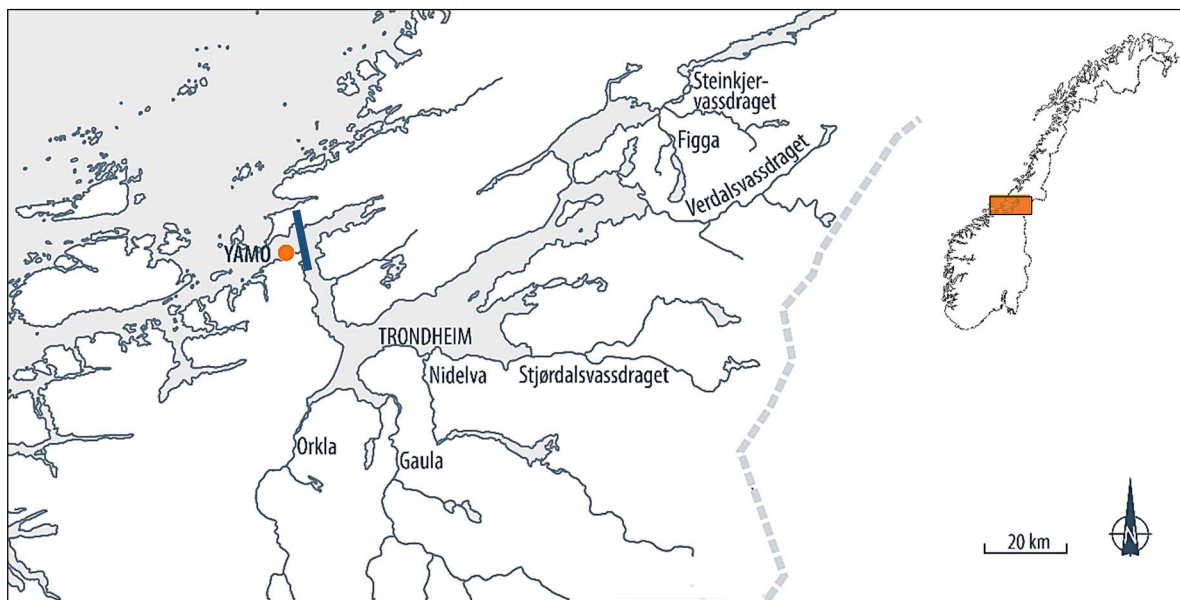 Steinkjer-
vassdraget
Figga
Verdalsvassdraget
YAMO
TRONDHEIM
Nidelva
Stjørdalsvassdraget
Orkla
Gaula
N
20 km